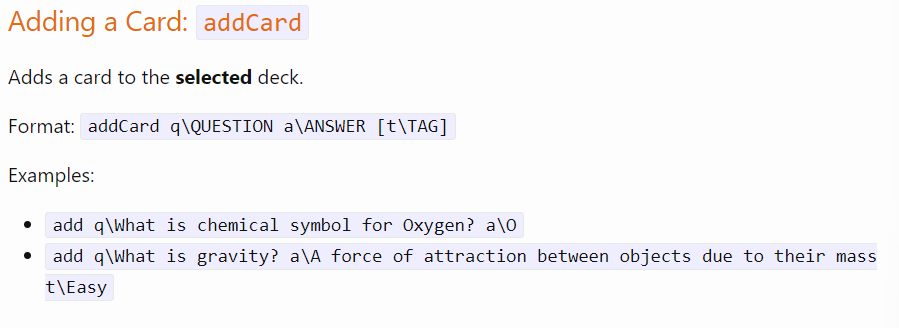 Adding a Card: addCard
Adds a card to the selected deck.
Format: addCard q\QUESTION a\ANSWER [t\TAG]
Examples:
add q\What is chemical symbol for Oxygen? a\O
add q\What is gravity? a\A force of attraction between objects due to their mass
t\Easy